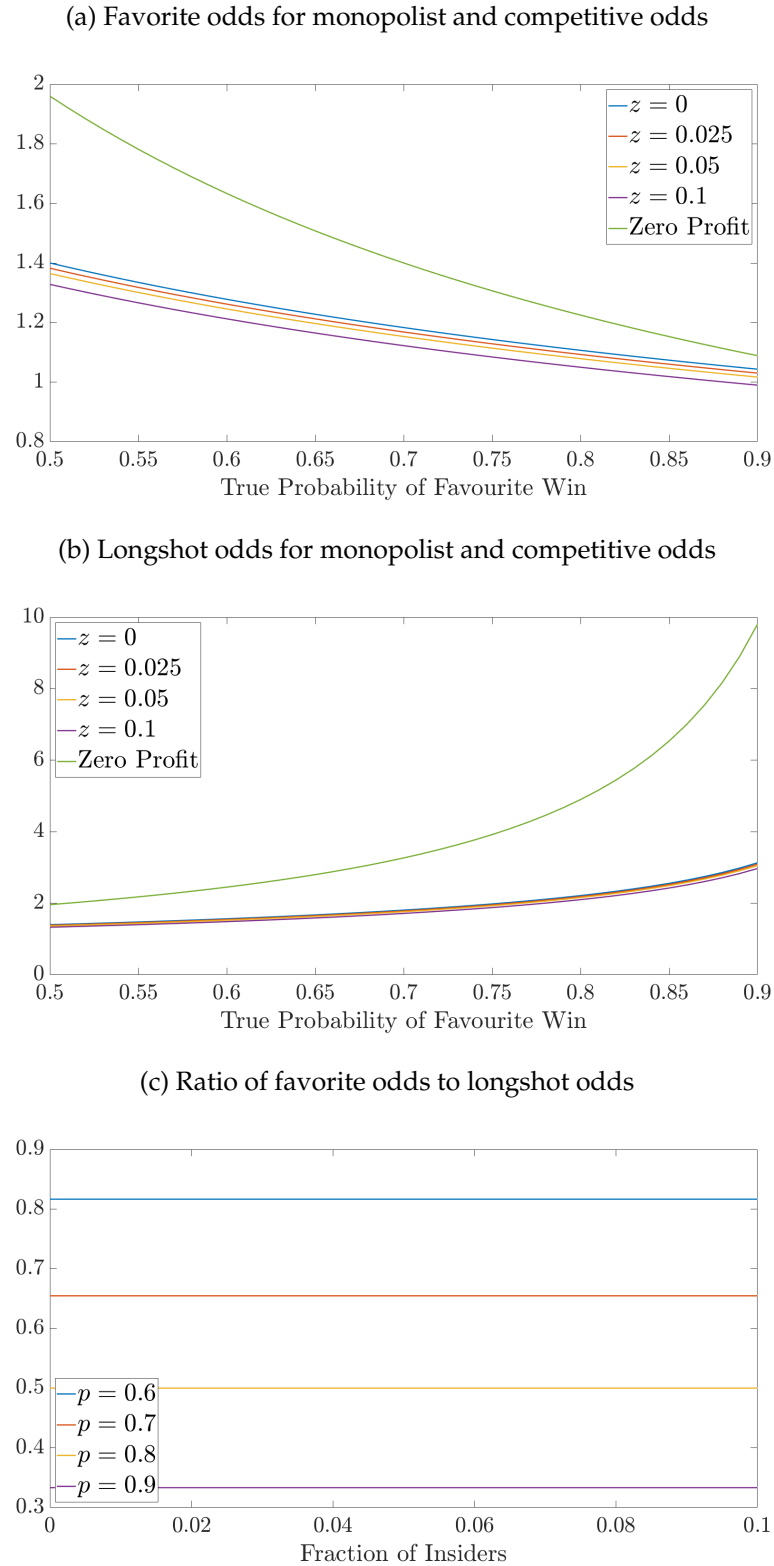 (a) Favorite odds for monopolist and competitive odds
2
1.8
1.6
1.4
1.2
1
0.8
z = 0
z = 0.025
z = 0.05
z = 0.1
Zero Profit
0.5 0.55 0.6 0.65 0.7 0.75 0.8 0.85 0.9
True Probability of Favourite Win
(b) Longshot odds for monopolist and competitive odds
10
8
6
4
2
0
z = 0
z = 0.025
z = 0.05
z = 0.1
Zero Profit
0.5 0.55 0.6 0.65 0.7 0.75 0.8 0.85 0.9
True Probability of Favourite Win
(c) Ratio of favorite odds to longshot odds
0.9
0.8
0.7
0.6
0.5
0.4
0.3
p = 0.6
p = 0.7
p = 0.8
p = 0.9
0 0.02 0.04 0.06 0.08 0.1
Fraction of Insiders